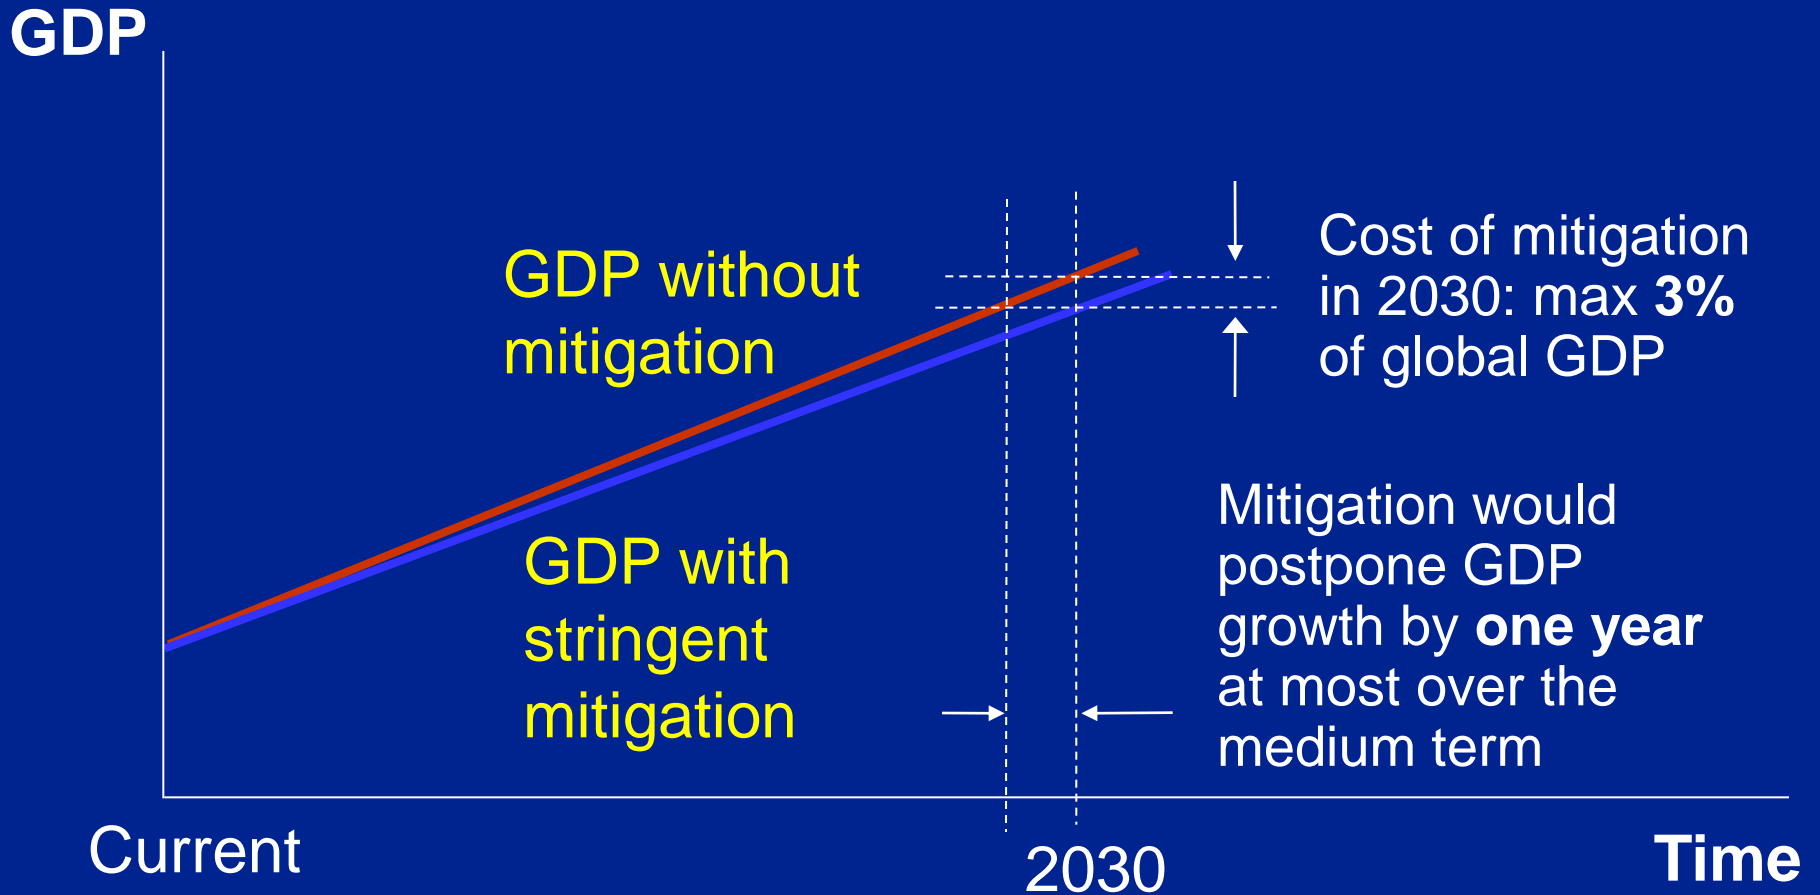 GDP
GDP without
mitigation
Cost of mitigation
in 2030: max 3%
of global GDP
GDP with
stringent
mitigation
Mitigation would
postpone GDP
growth by one year
at most over the
medium term
Current
2030
Time